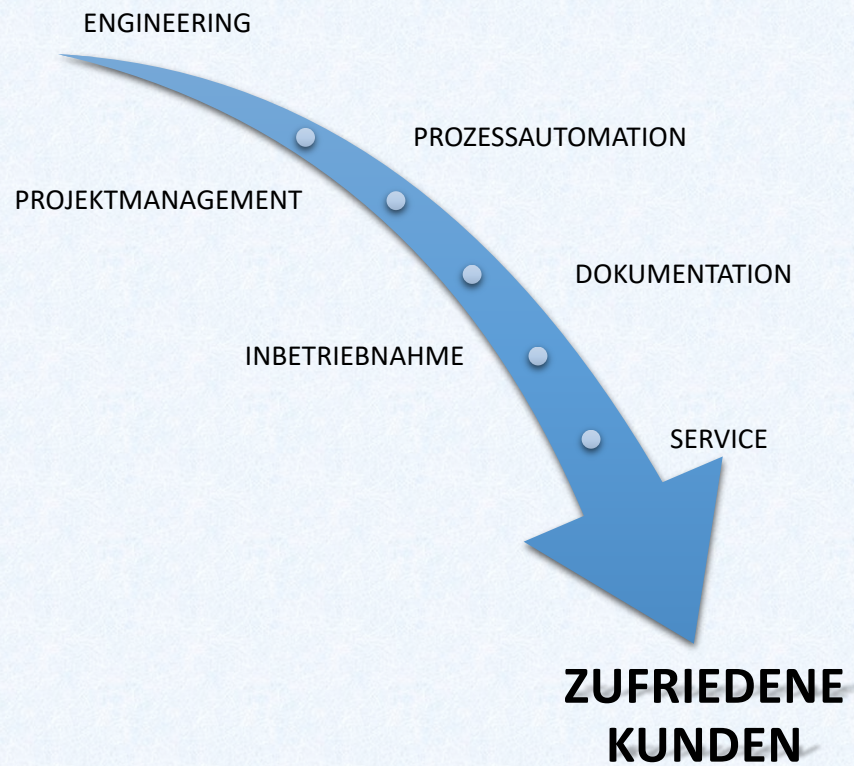 ENGINEERING
PROZESSAUTOMATION
PROJEKTMANAGEMENT
DOKUMENTATION
INBETRIEBNAHME
SERVICE
ZUFRIEDENE
KUNDEN